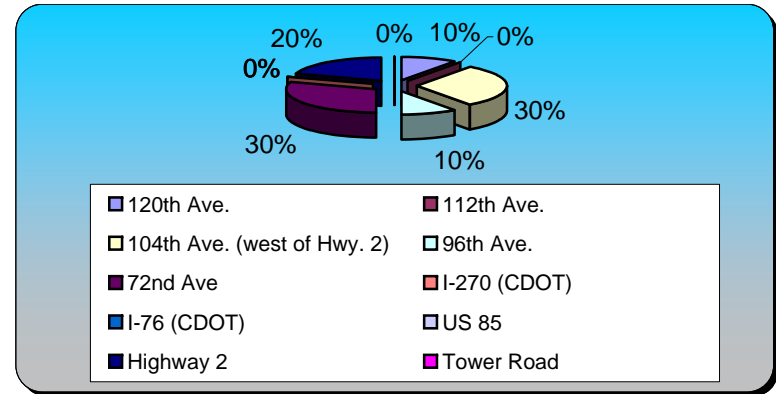 20%
0%
10%
0%
0%
30%
30%
10%
120th Ave.
112th Ave.
104th Ave. (west of Hwy. 2)
96th Ave.
72nd Ave
I-270 (CDOT)
I-76 (CDOT)
US 85
Highway 2
Tower Road